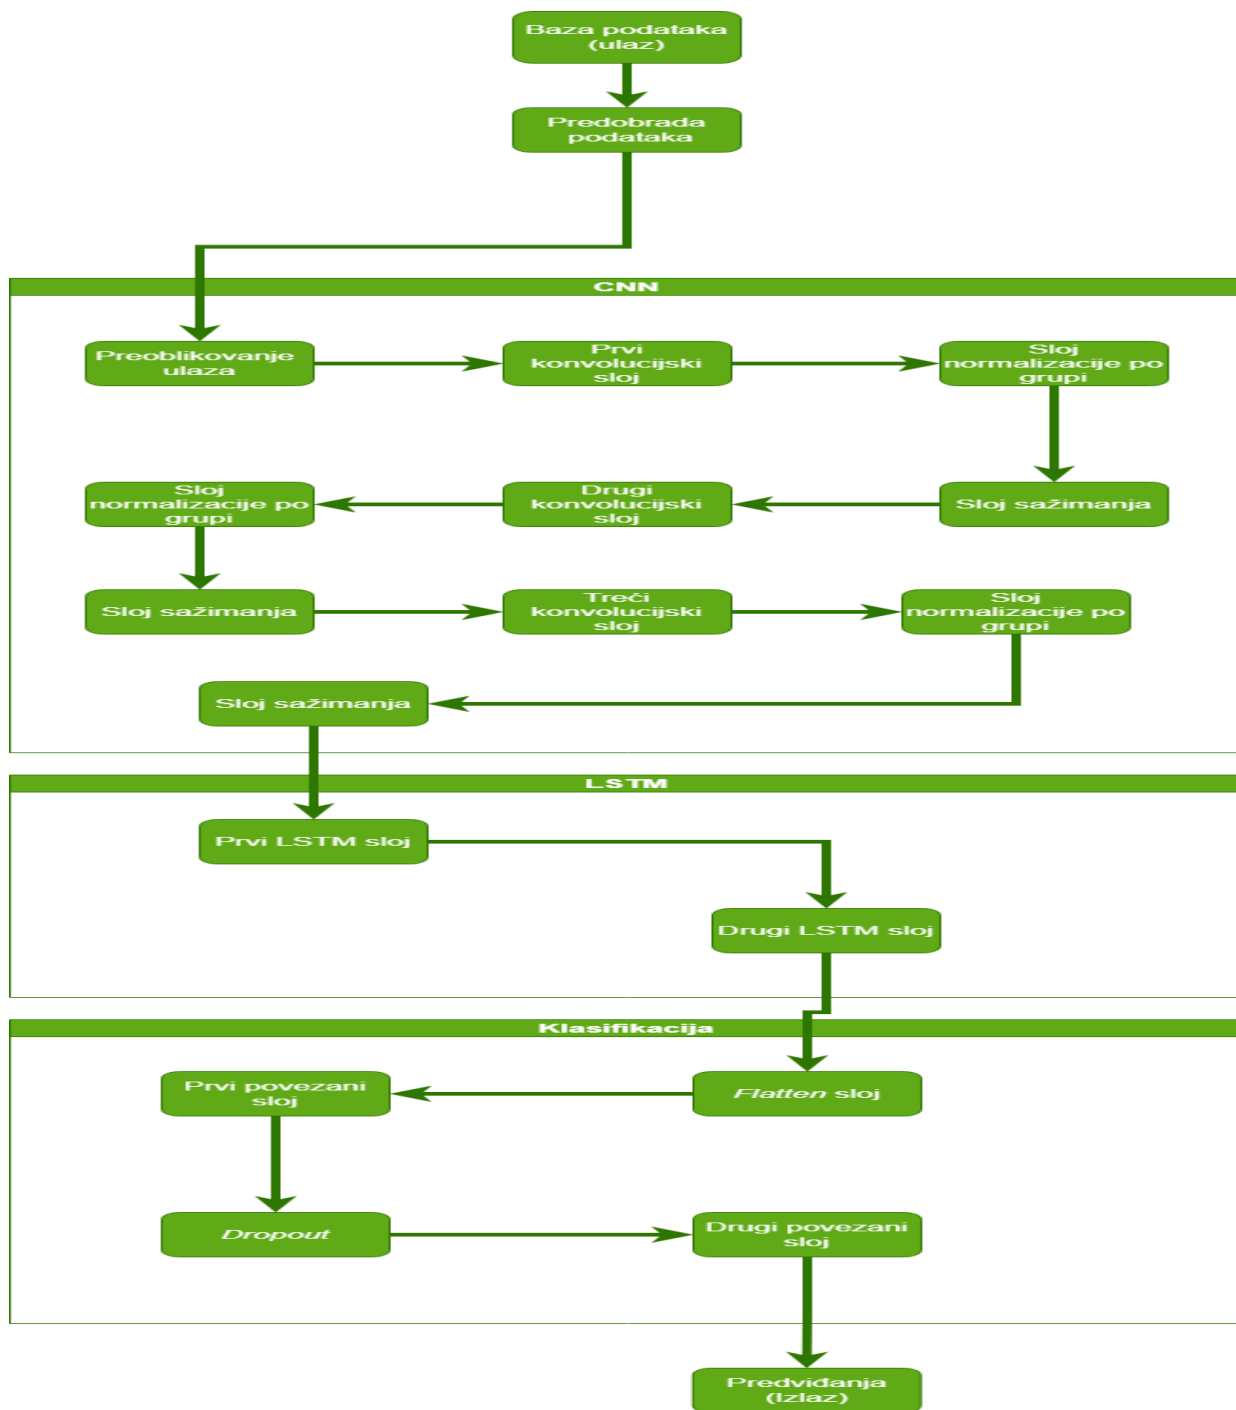 Baza podataka
(ulaz)
Predobrada
podataka
CNN
Preoblikovanje
ulaza
Prvi
konvolucijski
sloj
Sloj
normalizacije po
grupi
Sloj sažimanja
Drugi
konvolucijski
sloj
Sloj
normalizacije po
grupi
Sloj sažimanja
Treći
konvolucijski
sloj
Sloj
normalizacije po
grupi
Sloj sažimanja
LSTM
Prvi LSTM sloj
Drugi LSTM sloj
Klasifikacija
Flatten sloj
Prvi povezani
sloj
Dropout
Drugi povezani
sloj
Predviđanja
(Izlaz)